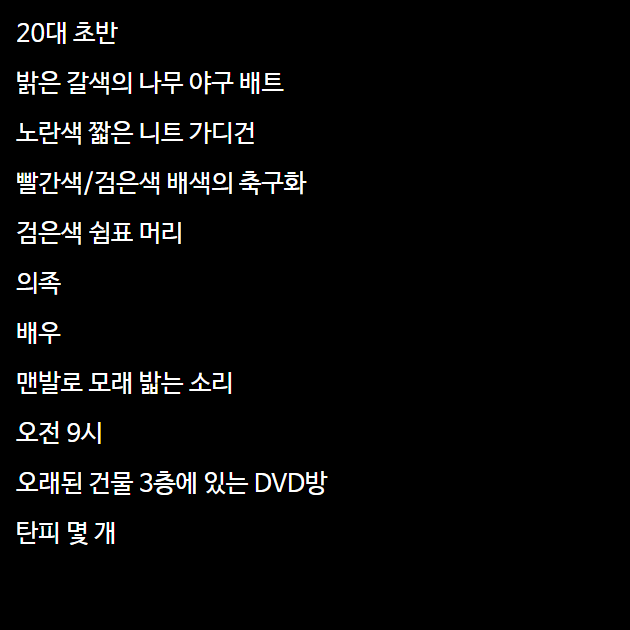 20대 초반
밝은 갈색의 나무 야구 배트
노란색 짧은 니트 가디건
빨간색/검은색 배색의 축구화
검은색 쉼표 머리
의족
배우
맨발로 모래 밟는 소리
오전 9시
오래된 건물 3층에 있는 DVD방
탄피 몇 개